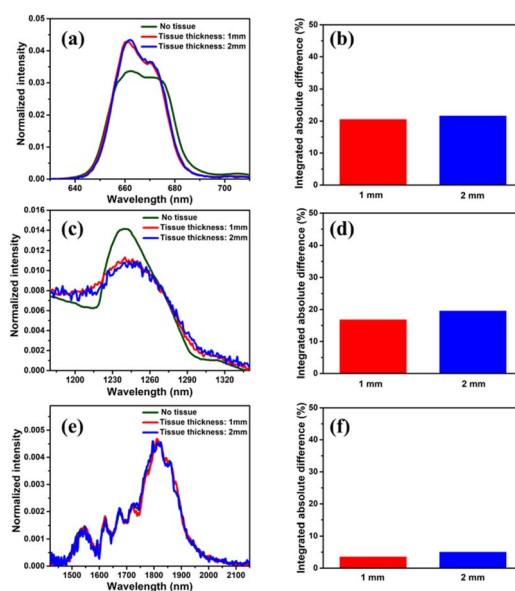 (a)
No tissue
Tissue thickness: 1mm
Tissue thickness: 2mm
Normalized intensity
0.05
0.04
0.03
0.02
0.01
0.00
640 660 680 700
Wavelength (nm)
(b)
Integrated absolute difference (%)
50
40
30
20
10
0
1 mm 2 mm
(c)
No tissue
Tissue thickness: 1mm
Tissue thickness: 2mm
Normalized intensity
0.016
0.014
0.012
0.010
0.008
0.006
0.004
0.002
0.000
1200 1230 1260 1290 1320
Wavelength (nm)
(d)
Integrated absolute difference (%)
50
40
30
20
10
0
1 mm 2 mm
(e)
No tissue
Tissue thickness: 1mm
Tissue thickness: 2mm
Normalized intensity
0.005
0.004
0.003
0.002
0.001
0.000
1500 1600 1700 1800 1900 2000 2100
Wavelength (nm)
(f)
Integrated absolute difference (%)
50
40
30
20
10
0
1 mm 2 mm